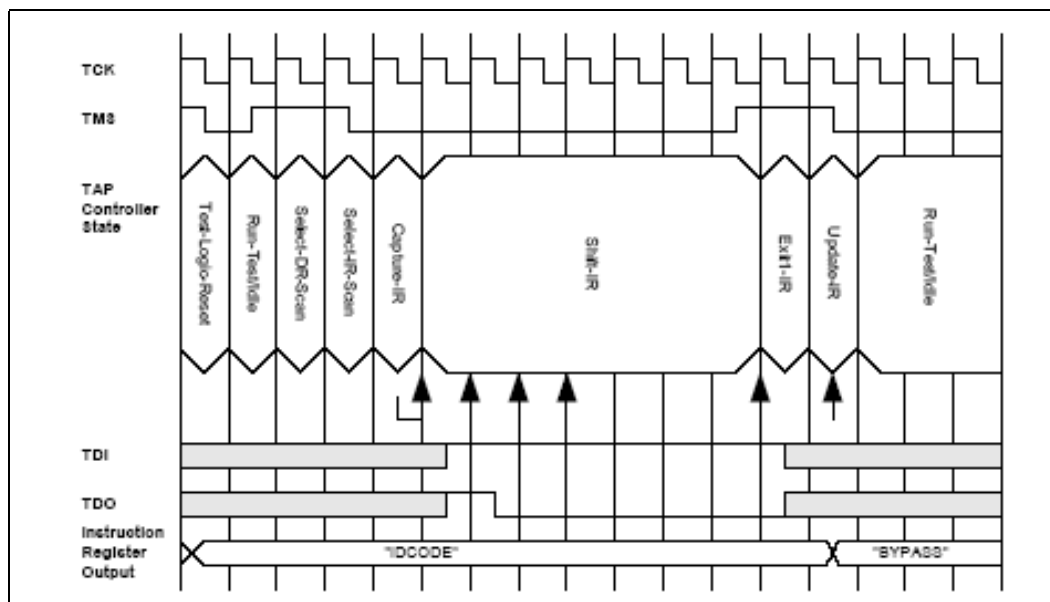 TCK
TMS
TAP
Controller
State
Test-Logic-Reset
Run-Test/Idle
Select-DR-Scan
Select-IR-Scan
Capture-IR
Shift-IR
Exit1-IR
Update-IR
Run-Test/Idle
TDI
TDO
Instruction
Register
Output
"IDCODE"
"BYPASS"